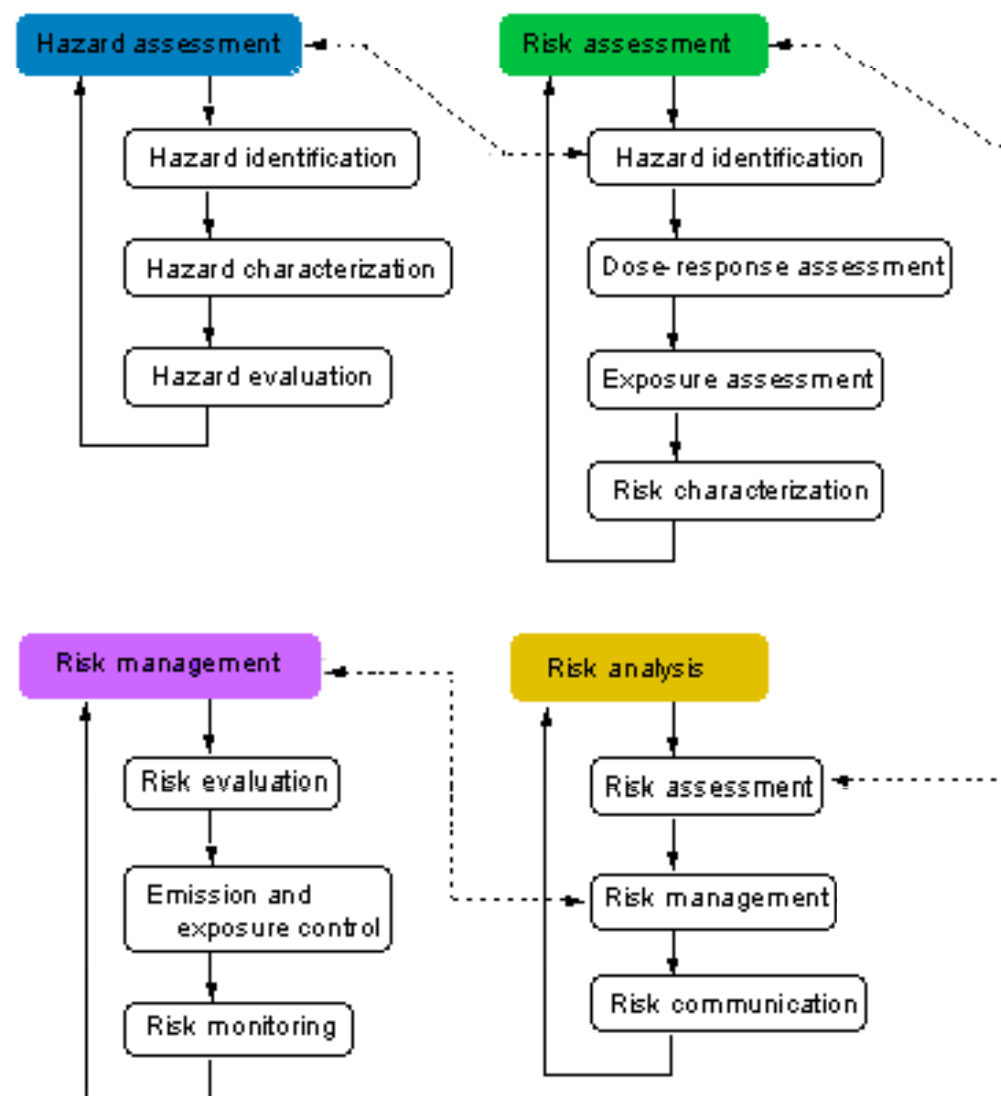 Hazard assessment
Hazard identification
Hazard characterization
Hazard evaluation
Risk assessment
Hazard identification
Dose-response assessment
Exposure assessment
Risk characterization
Risk management
Risk evaluation
Emission and
exposure control
Risk monitoring
Risk analysis
Risk assessment
Risk management
Risk communication